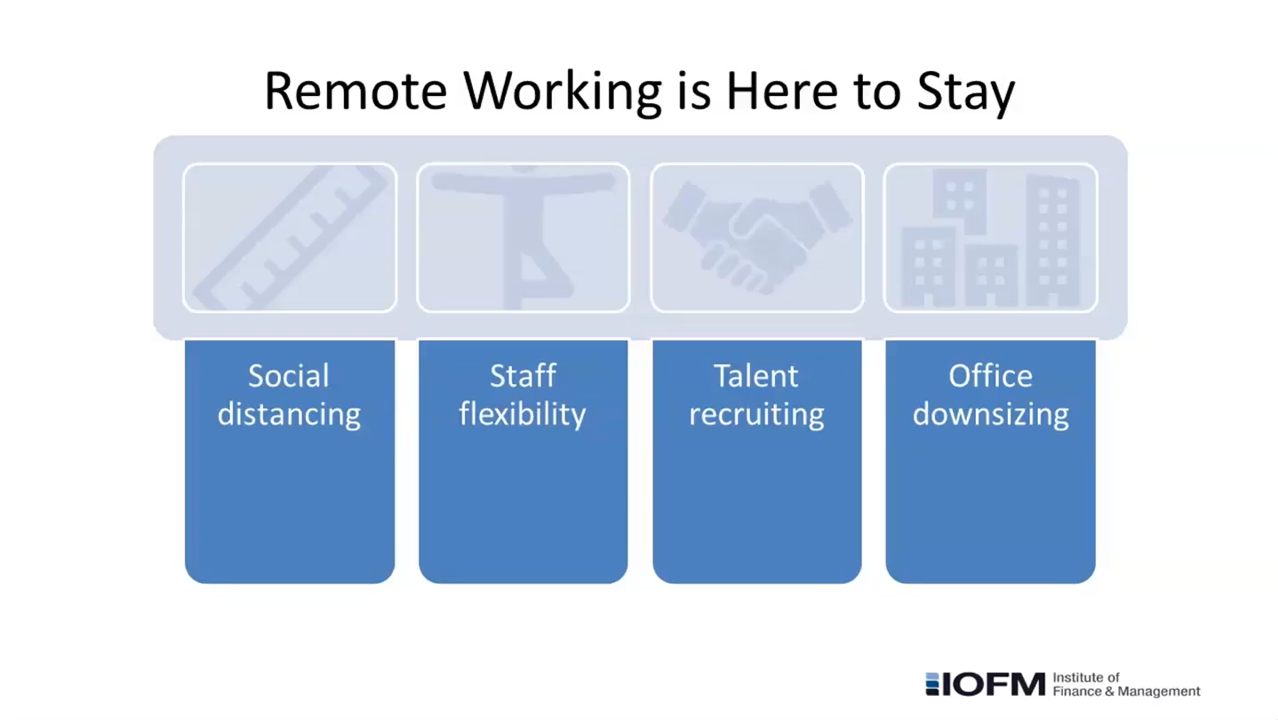 Remote Working is Here to Stay
Social
distancing
Staff
flexibility
Talent
recruiting
Office
downsizing
IOFM
Institute of
Finance & Management